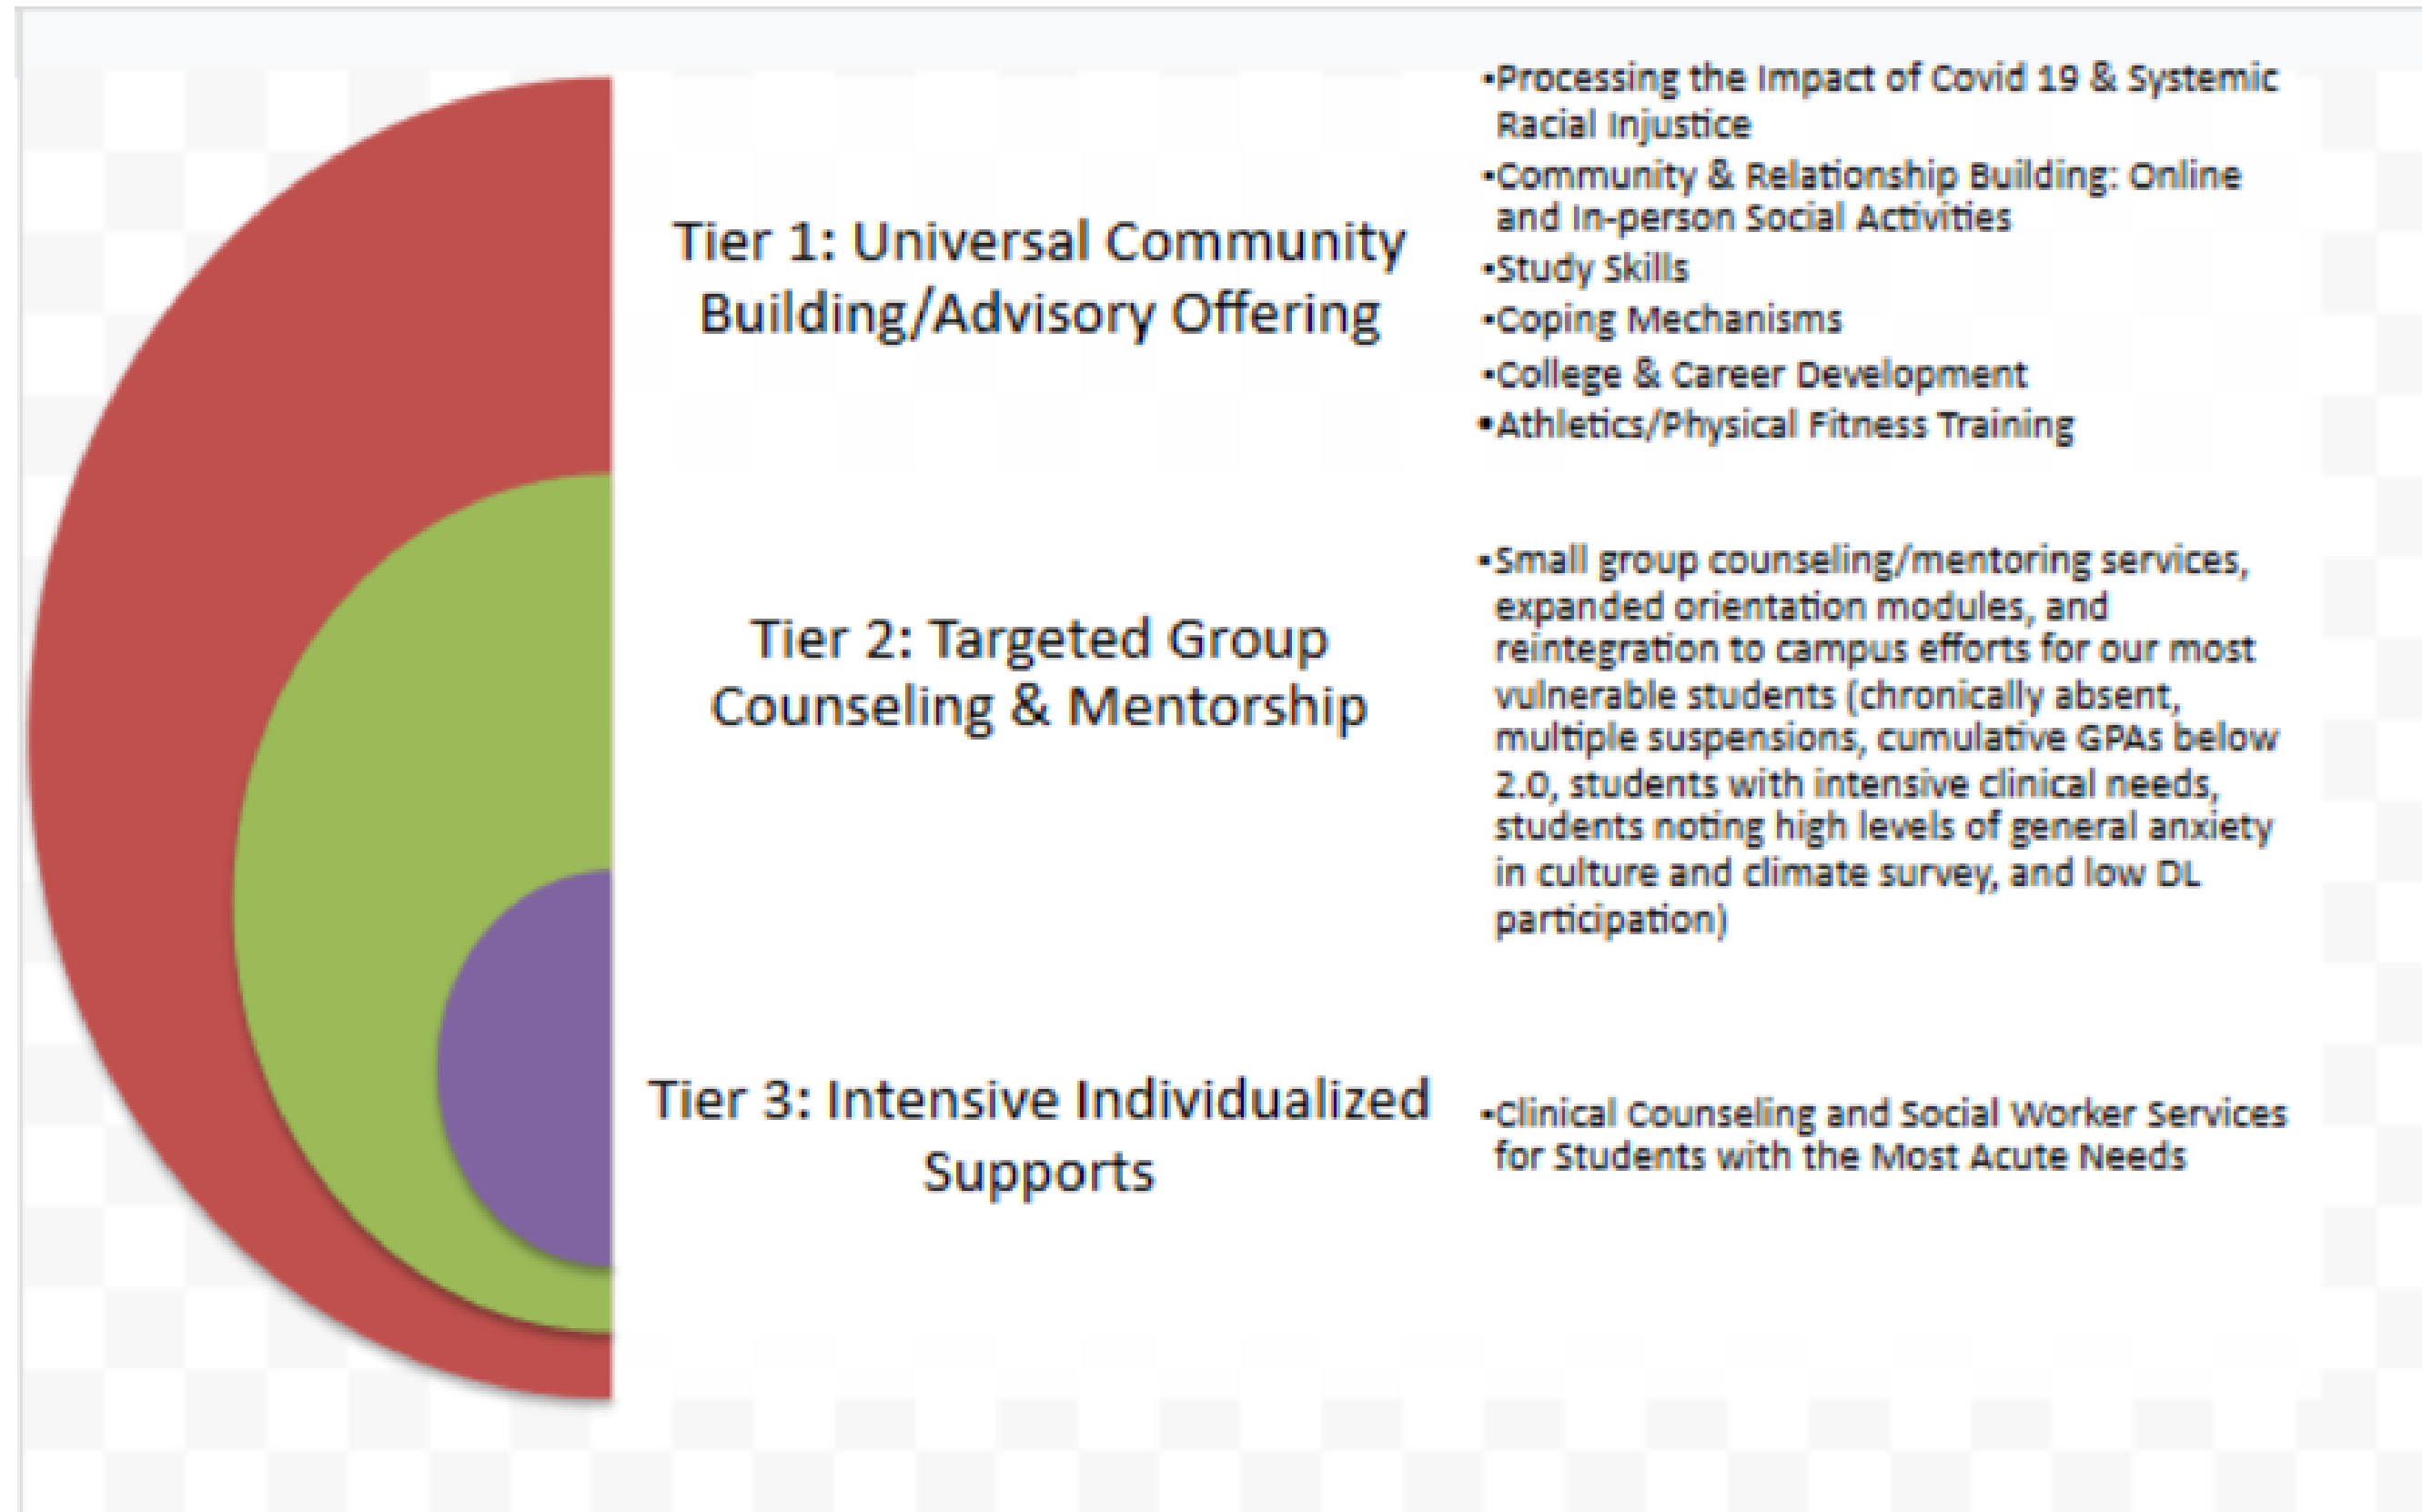 Tier 1: Universal Community
Building/Advisory Offering
•Processing the Impact of Covid 19 & Systemic
Racial Injustice
•Community & Relationship Building: Online
and In-person Social Activities
•Study Skills
•Coping Mechanisms
•College & Career Development
•Athletics/Physical Fitness Training
Tier 2: Targeted Group
Counseling & Mentorship
•Small group counseling/mentoring services,
expanded orientation modules, and
reintegration to campus efforts for our most
vulnerable students (chronically absent,
multiple suspensions, cumulative GPAs below
2.0, students with intensive clinical needs,
students noting high levels of general anxiety
in culture and climate survey, and low DL
participation)
Tier 3: Intensive Individualized
Supports
•Clinical Counseling and Social Worker Services
for Students with the Most Acute Needs